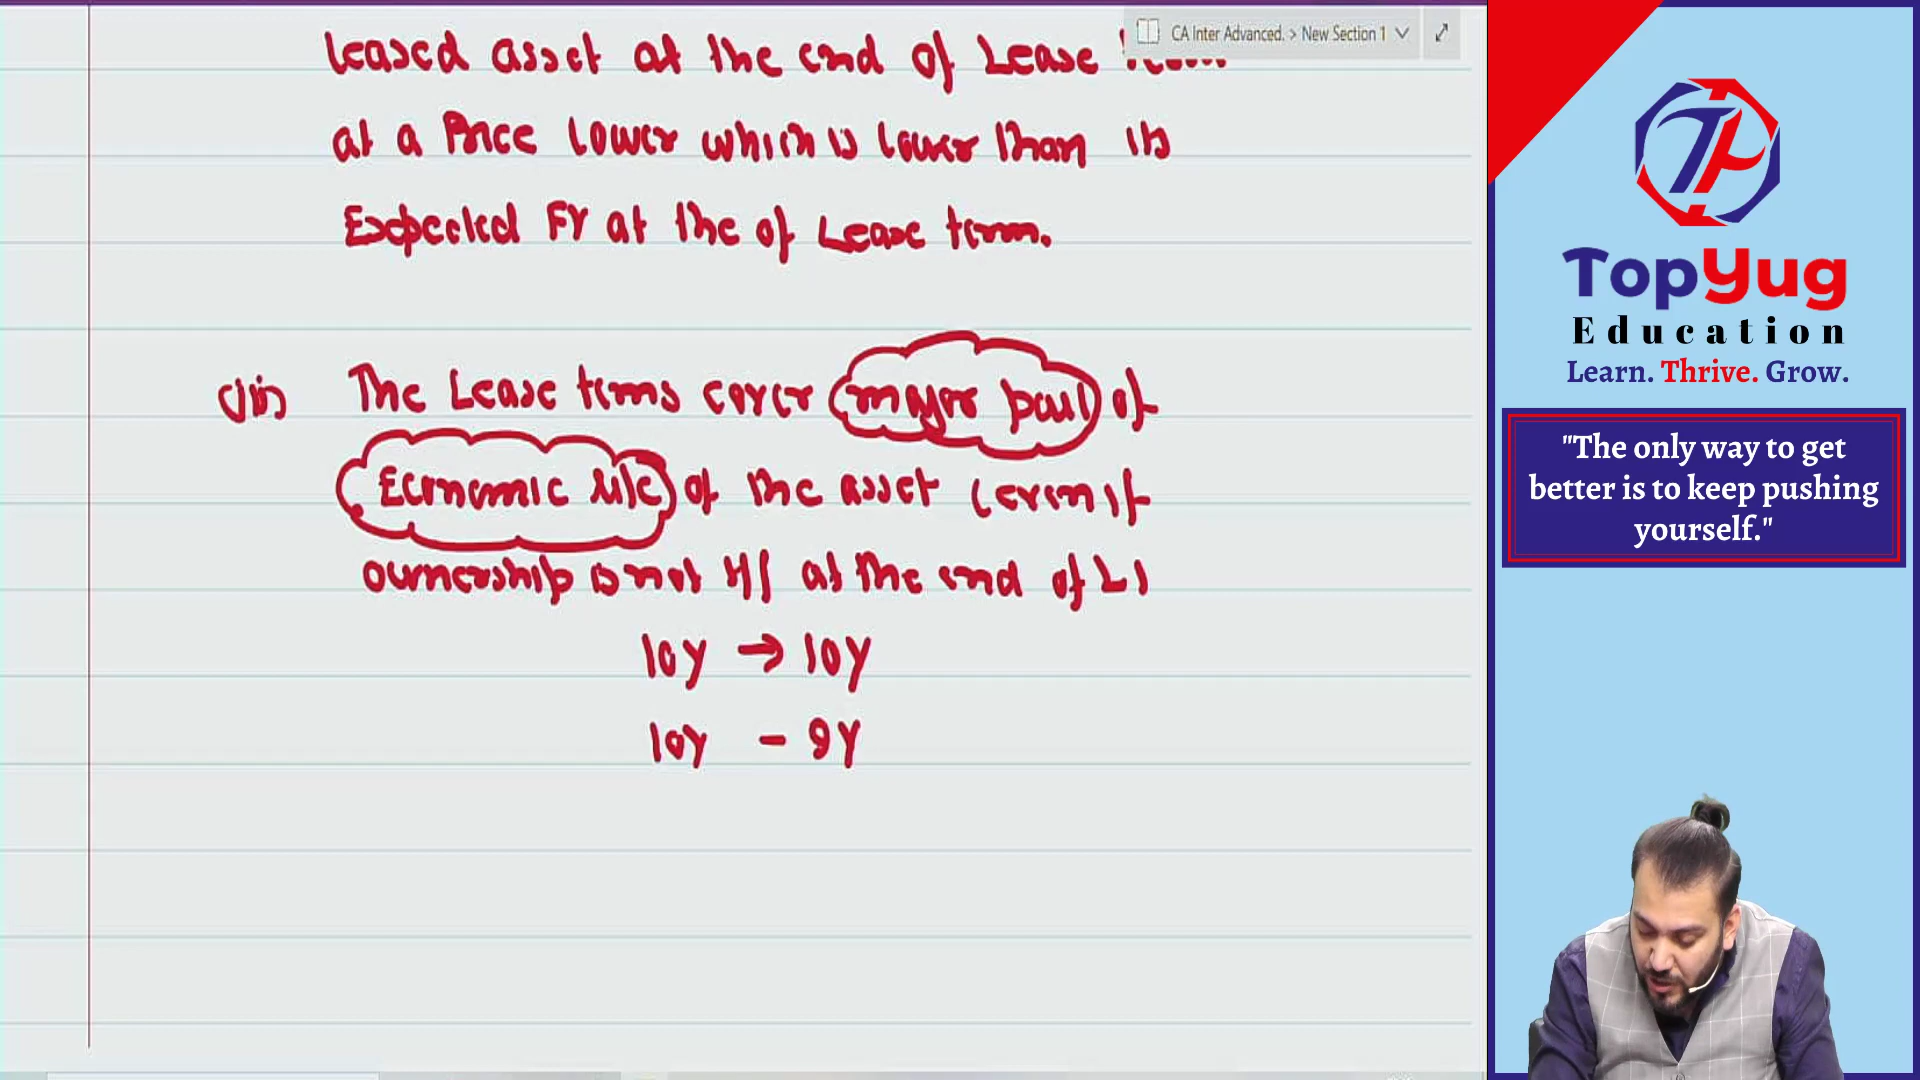 CA Inter Advanced. > New Section 1
leased asset at the end of Lease
at a Price lower which is lower than its
Expected FV at the of Lease term.
(iii) The Lease terms cover major part of
Economic life of the asset (even if
ownership is not t/f at the end of LT
10Y → 10Y
10Y - 9Y
TopYug
Education
Learn. Thrive. Grow.
"The only way to get
better is to keep pushing
yourself."